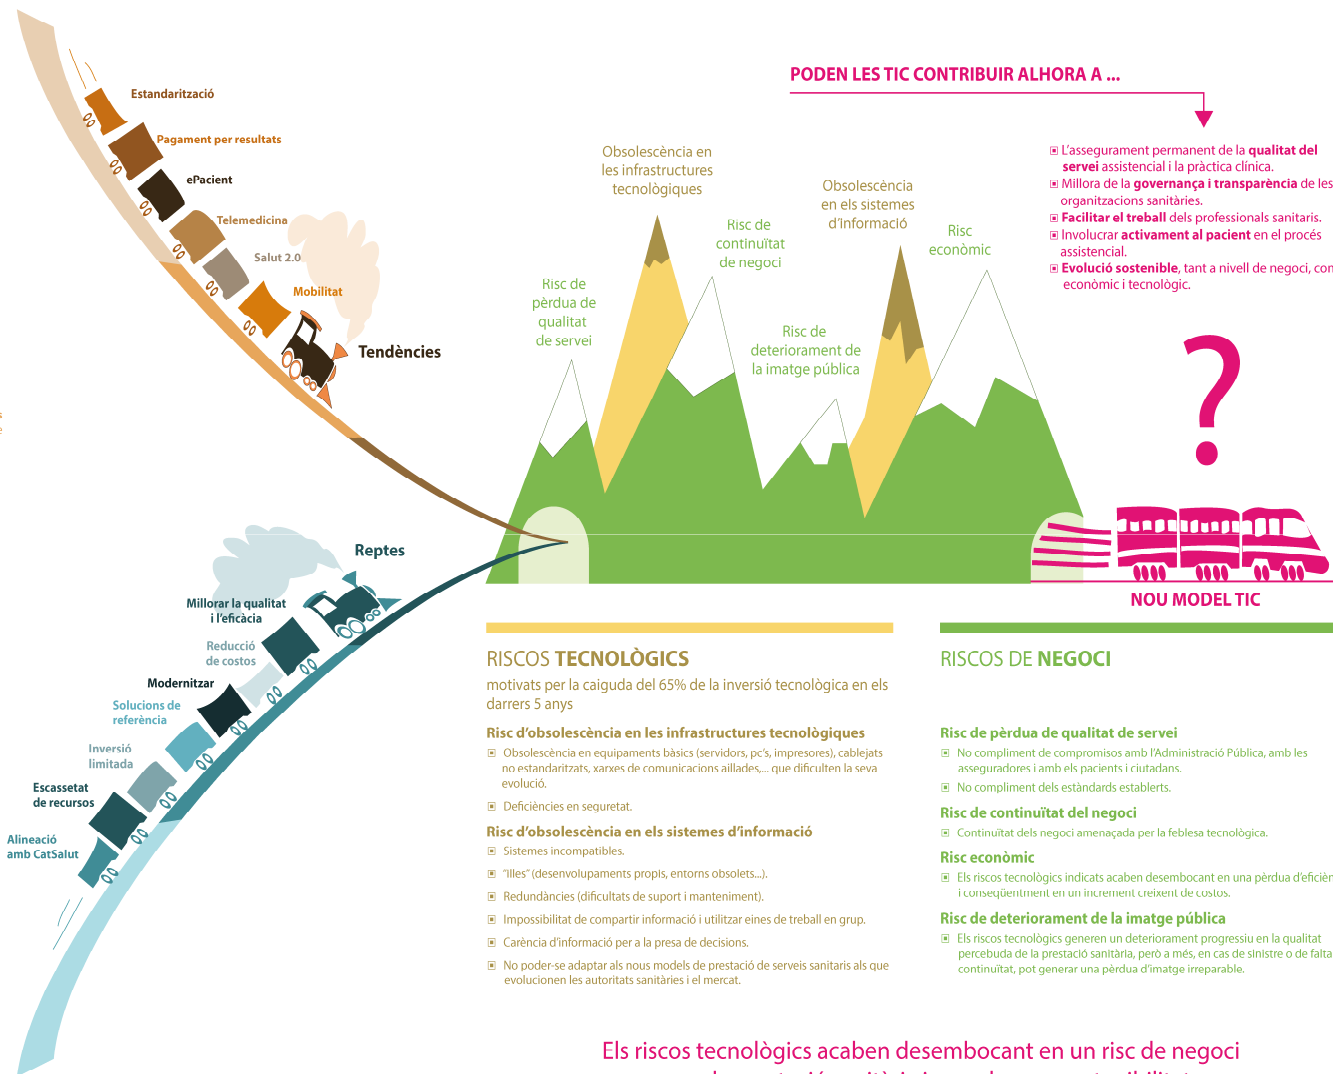 PODEN LES TIC CONTRIBUIR ALHORA A ...
L'assegurament permanent de la qualitat del
servei assistencial i la pràctica clínica.
Millora de la governança i transparència de les
organitzacions sanitàries.
Facilitar el treball dels professionals sanitaris.
Involucrar activament al pacient en el procés
assistencial.
Evolució sostenible, tant a nivell de negoci, com
econòmic i tecnològic.
?
NOU MODEL TIC
Estandarització
Pagament per resultats
ePacient
Telemedicina
Salut 2.0
Mobilitat
Tendències
Obsolescència en
les infrastructures
tecnològiques
Risc de
continuïtat
de negoci
Obsolescència
en els sistemes
d'Informació
Risc
econòmic
Risc de
pèrdua de
qualitat
de servei
Risc de
deteriorament de
la imatge pública
Reptes
Millorar la qualitat
i l'eficàcia
Reducció
de costos
Modernitzar
Solucions de
referència
Inversió
limitada
Escassetat
de recursos
Alineació
amb CatSalut
RISCOS TECNOLÒGICS
motivats per la caiguda del 65% de la inversió tecnològica en els
darrers 5 anys
Risc d'obsolescència en les infrastructures tecnològiques
Obsolescència en equipaments bàsics (servidors, pc's, impresores), cablejats
no estandaritzats, xarxes de comunicacions aillades,... que dificulten la seva
evolució.
Deficiències en seguretat.
Risc d'obsolescència en els sistemes d'informació
Sistemes incompatibles.
"Illes" (desenvolupaments propis, entorns obsolets...).
Redundàncies (dificultats de suport i manteniment).
Impossibilitat de compartir informació i utilitzar eines de treball en grup.
Carència d'informació per a la presa de decisions.
No poder-se adaptar als nous models de prestació de serveis sanitaris als que
evolucionen les autoritats sanitàries i el mercat.
RISCOS DE NEGOCI
Risc de pèrdua de qualitat de servei
No compliment de compromisos amb l'Administració Pública, amb les
asseguradores i amb els pacients i ciutadans.
No compliment dels estàndards establerts.
Risc de continuïtat del negoci
Continuïtat dels negoci amenaçada per la feblesa tecnològica.
Risc econòmic
Els riscos tecnològics indicats acaben desembocant en una pèrdua
i conseqüentment en un increment creixent de costos.
Risc de deteriorament de la imatge pública
Els riscos tecnològics generen un deteriorament progressiu en la qualitat
percebuda de la prestació sanitària, però a més, en cas de sinistre o de falta
continuïtat, pot generar una pèrdua d'imatge irreparable.
Els riscos tecnològics acaben desembocant en un risc de negoci